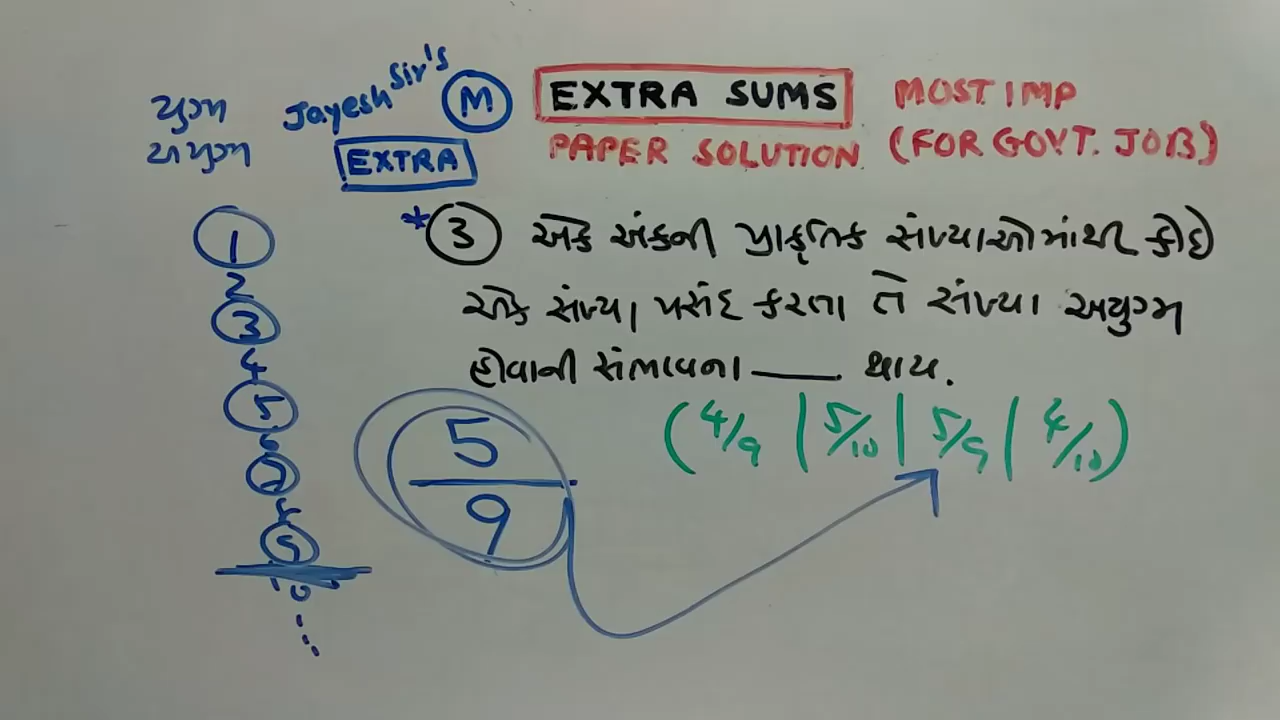 યુગ્મ
અયુગ્મ
Jayesh Sir's M
EXTRA
EXTRA SUMS
PAPER SOLUTION
MOST IMP
(FOR GOVT. JOB)
* 3 એક અંકની પ્રાકૃતિક સંખ્યાઓમાંથી કોઇ
એક સંખ્યા પસંદ કરતા તે સંખ્યા અયુગ્મ
હોવાની સંભાવના ____ થાય.
(4/9 | 5/10 | 5/9 | 4/10)
1
2
3
4
5
6
7
8
9
10
5
9